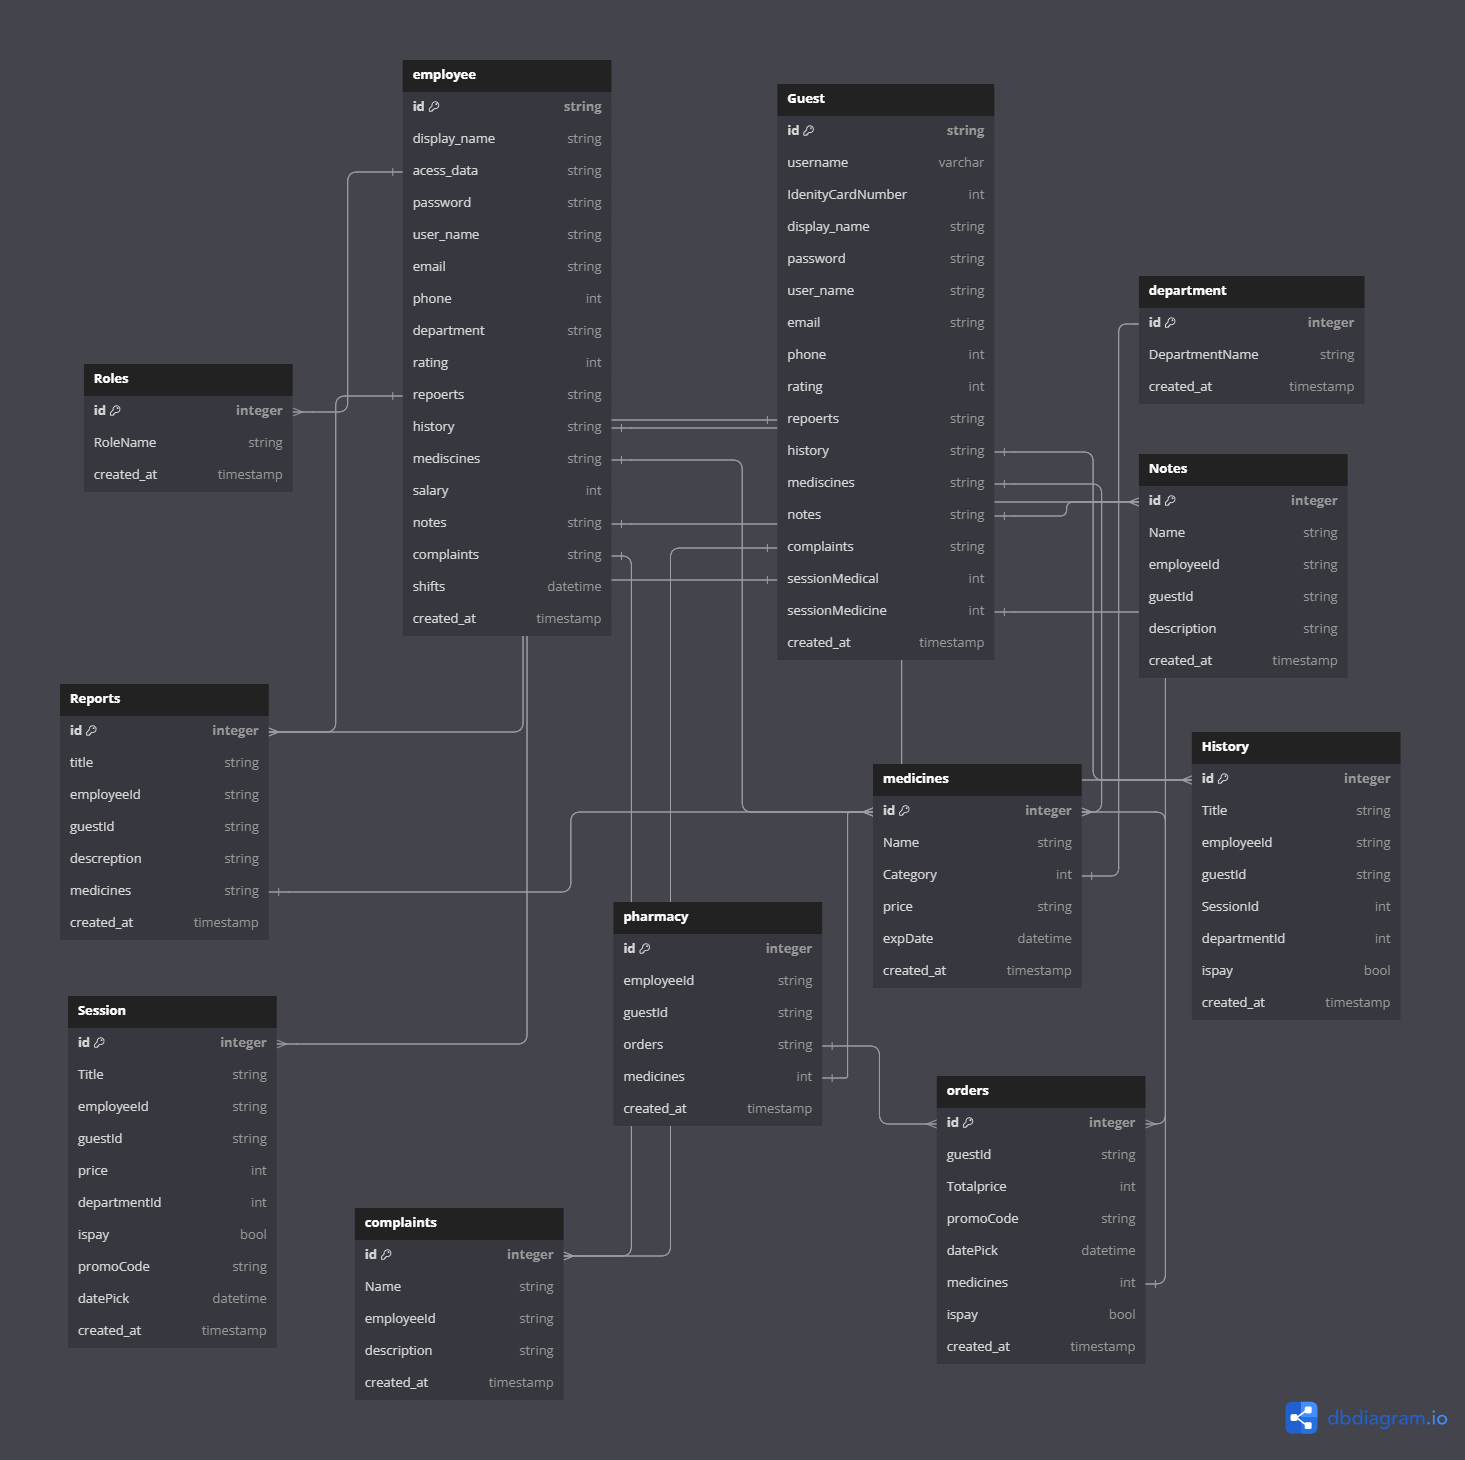 employee
id string
display_name string
acess_data string
password string
user_name string
email string
phone int
department string
rating int
repoerts string
history string
mediscines string
salary int
notes string
complaints string
shifts datetime
created_at timestamp
Guest
id string
username varchar
IdenityCardNumber int
display_name string
password string
user_name string
email string
phone int
rating int
repoerts string
history string
mediscines string
notes string
complaints string
sessionMedical int
sessionMedicine int
created_at timestamp
department
id integer
DepartmentName string
created_at timestamp
Roles
id integer
RoleName string
created_at timestamp
Notes
id integer
Name string
employeeId string
guestId string
description string
created_at timestamp
Reports
id integer
title string
employeeId string
guestId string
descreption string
medicines string
created_at timestamp
History
id integer
Title string
employeeId string
guestId string
SessionId int
departmentId int
ispay bool
created_at timestamp
medicines
id integer
Name string
Category int
price string
expDate datetime
created_at timestamp
pharmacy
id integer
employeeId string
guestId string
orders string
medicines int
created_at timestamp
Session
id integer
Title string
employeeId string
guestId string
price int
departmentId int
ispay bool
promoCode string
datePick datetime
created_at timestamp
orders
id integer
guestId string
Totalprice int
promoCode string
datePick datetime
medicines int
ispay bool
created_at timestamp
complaints
id integer
Name string
employeeId string
description string
created_at timestamp
dbdiagram.io